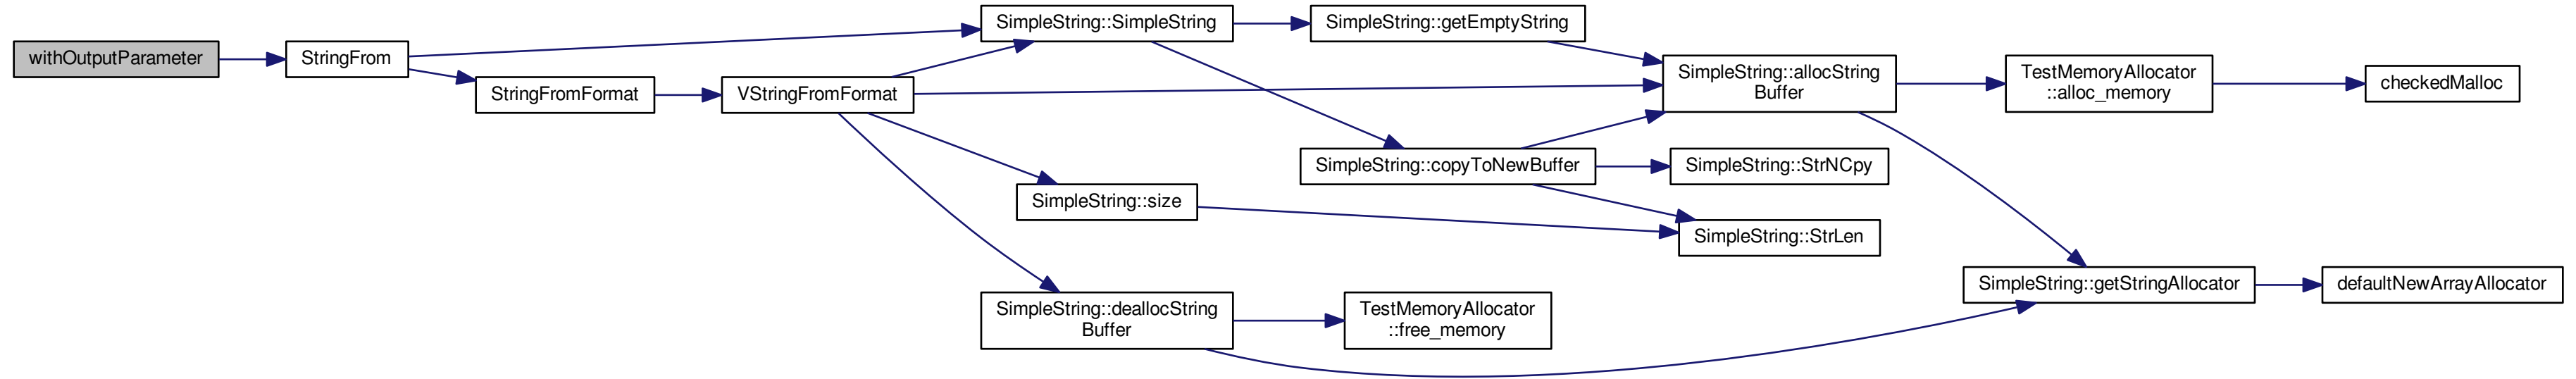 withOutputParameter
StringFrom
StringFromFormat
VStringFromFormat
SimpleString::SimpleString
SimpleString::getEmptyString
SimpleString::allocString
Buffer
TestMemoryAllocator
::alloc_memory
checkedMalloc
SimpleString::copyToNewBuffer
SimpleString::StrNCpy
SimpleString::size
SimpleString::StrLen
SimpleString::getStringAllocator
defaultNewArrayAllocator
SimpleString::deallocString
Buffer
TestMemoryAllocator
::free_memory